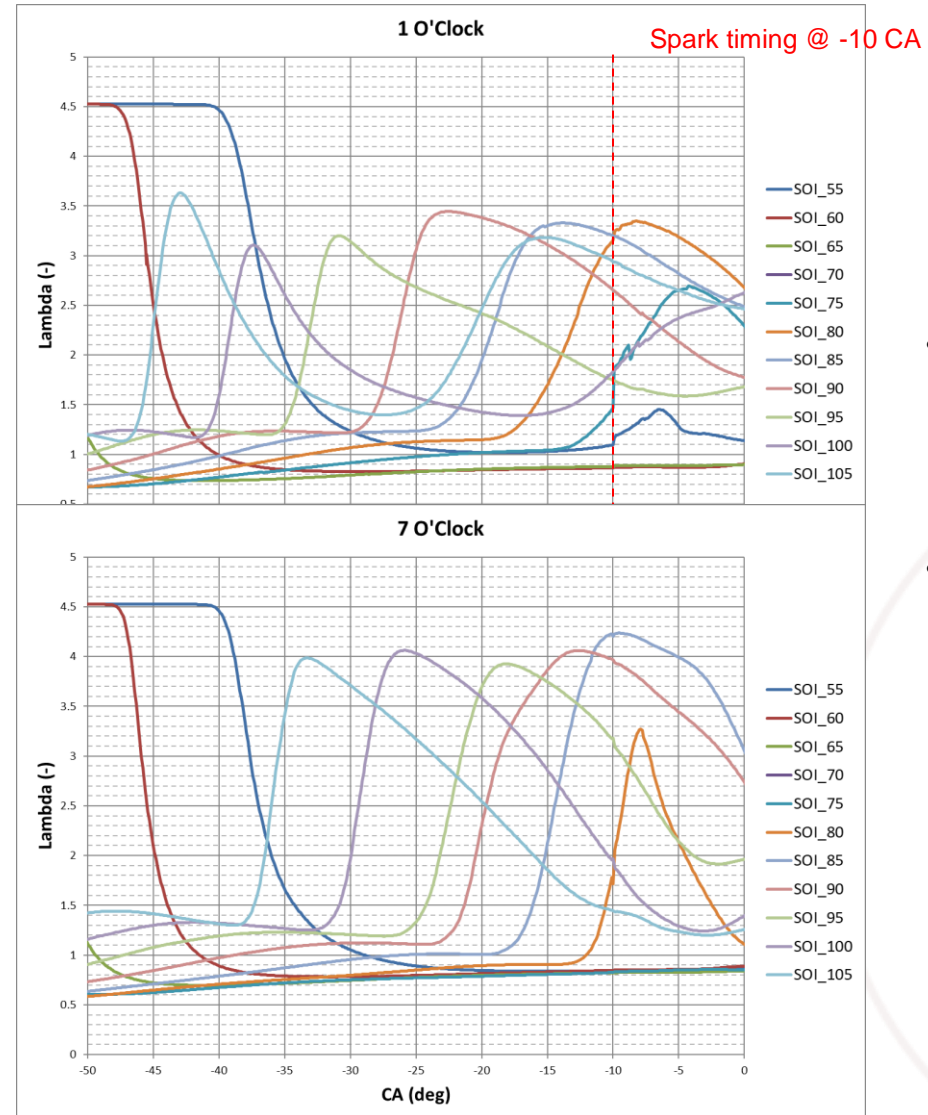 1 O'Clock
Spark timing @ -10 CA
5
4.5
4
3.5
3
2.5
2
1.5
1
0.5
Lambda (-)
SOI_55
SOI_60
SOI_65
SOI_70
SOI_75
SOI_80
SOI_85
SOI_90
SOI_95
SOI_100
SOI_105
7 O'Clock
5
4.5
4
3.5
3
2.5
2
1.5
1
0.5
0
Lambda (-)
-50 -45 -40 -35 -30 -25 -20 -15 -10 -5 0
CA (deg)
SOI_55
SOI_60
SOI_65
SOI_70
SOI_75
SOI_80
SOI_85
SOI_90
SOI_95
SOI_100
SOI_105